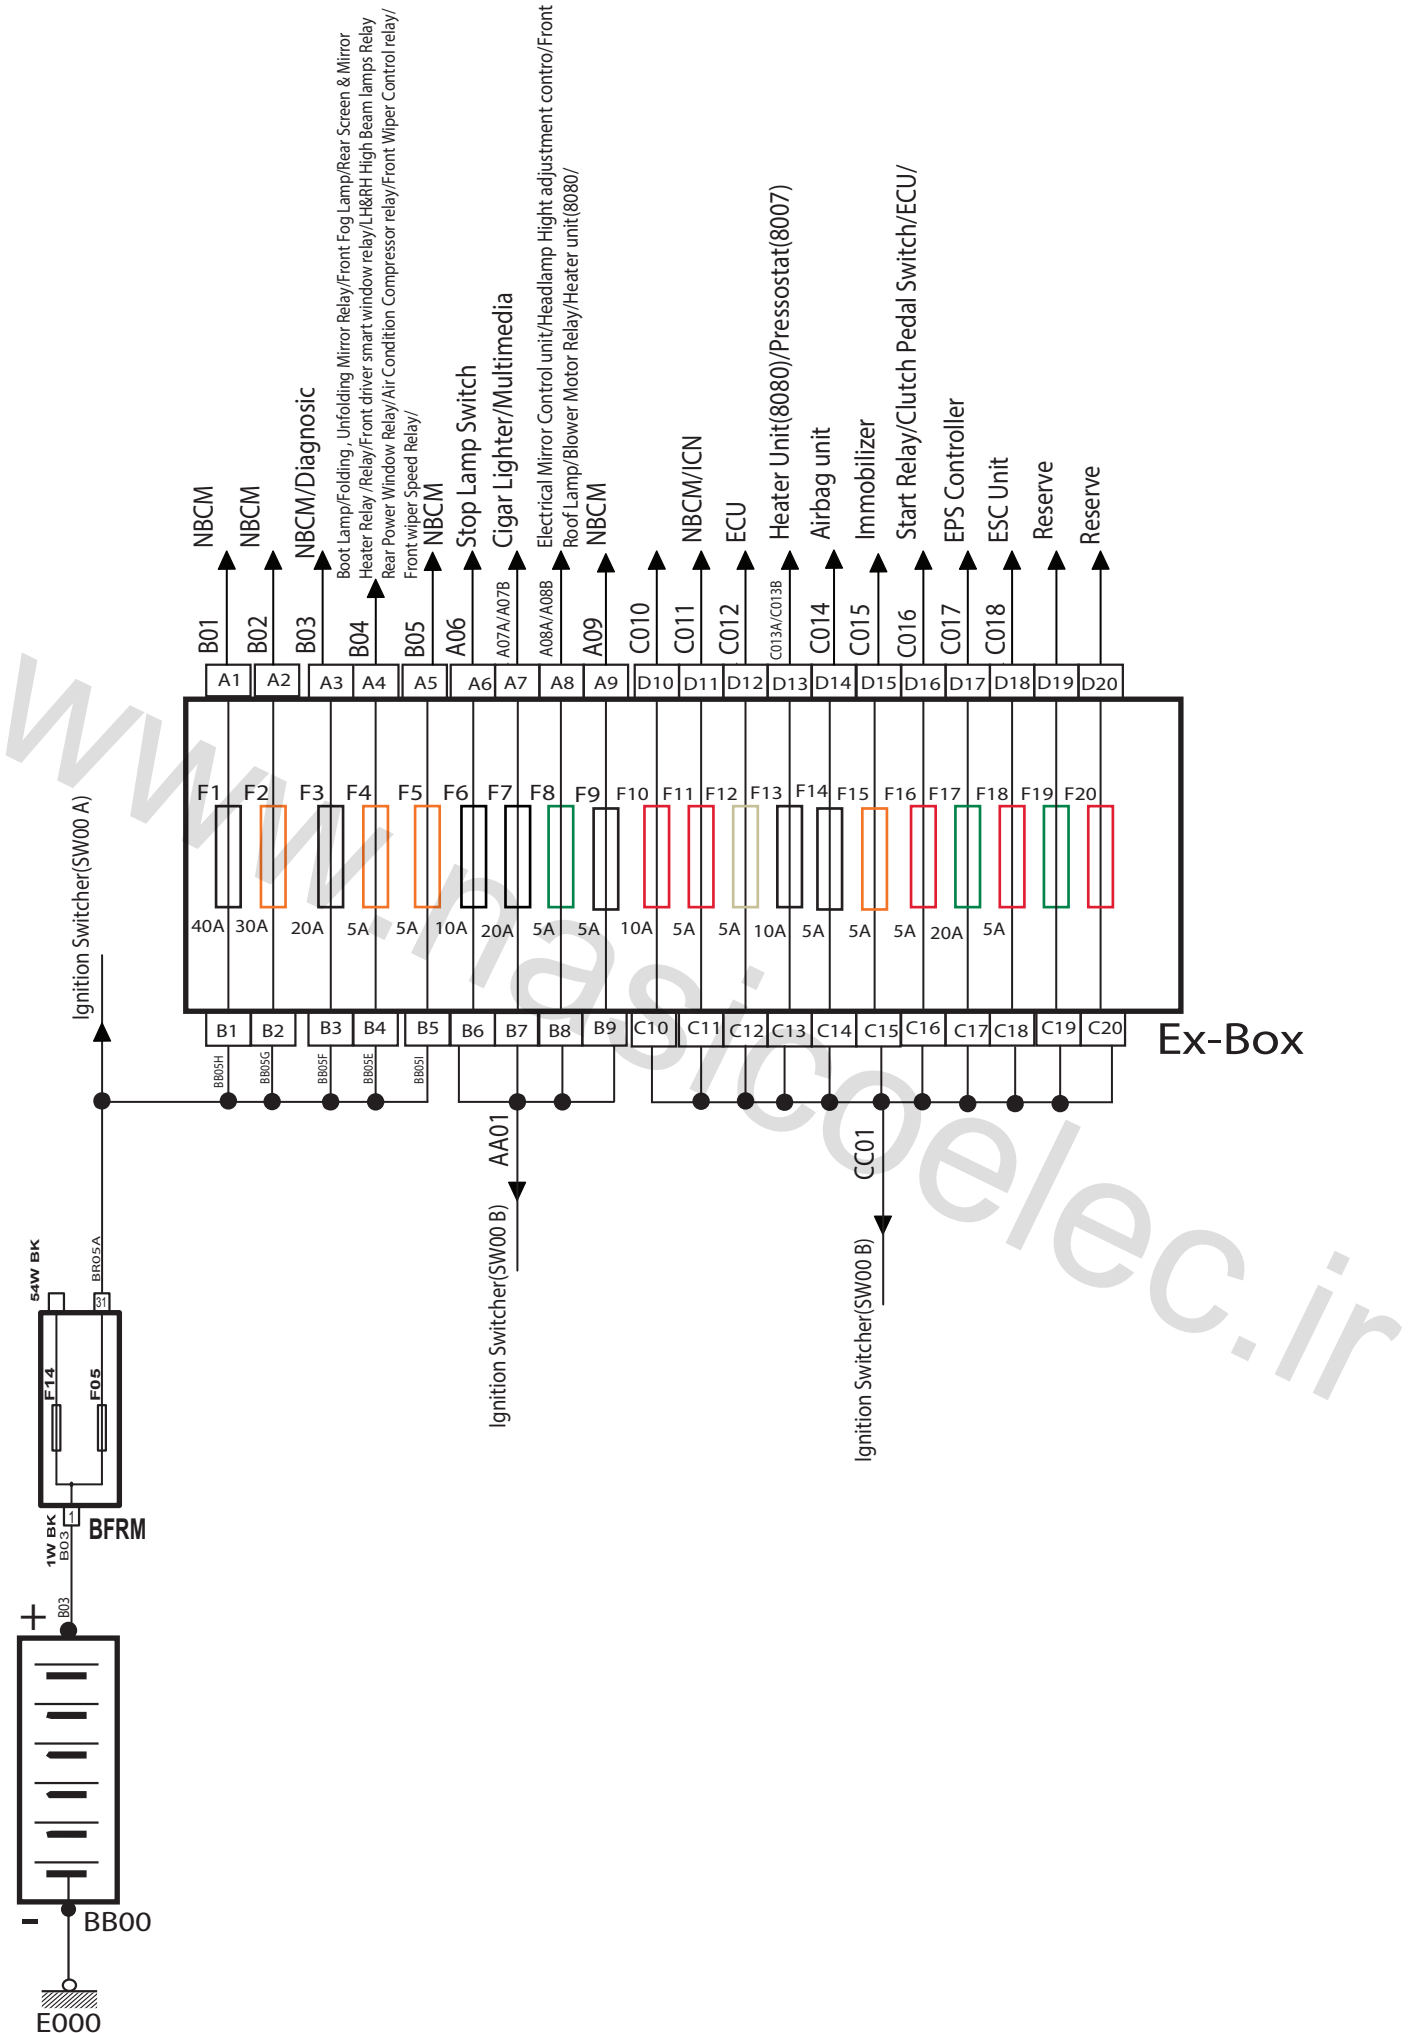 NBCM
NBCM
NBCM/Diagnosic
Boot Lamp/Folding , Unfolding Mirror Relay/Front Fog Lamp/Rear Screen & Mirror
Heater Relay /Relay/Front driver smart window relay/LH&RH High Beam lamps Relay
Rear Power Window Relay/Air Condition Compressor relay/Front Wiper Control relay/
Front wiper Speed Relay/
NBCM
Stop Lamp Switch
Cigar Lighter/Multimedia
Electrical Mirror Control unit/Headlamp Hight adjustment contro/Front
Roof Lamp/Blower Motor Relay/Heater unit(8080/
NBCM
NBCM/ICN
ECU
Heater Unit(8080)/Pressostat(8007)
Airbag unit
Immobilizer
Start Relay/Clutch Pedal Switch/ECU/
EPS Controller
ESC Unit
Reserve
Reserve
B01 B02 B03 B04 B05 A06 A07A/A07B A08A/A08B A09 C010 C011 C012 C013A/C013B C014 C015 C016 C017 C018
A1 A2 A3 A4 A5 A6 A7 A8 A9 D10 D11 D12 D13 D14 D15 D16 D17 D18 D19 D20
F1 F2 F3 F4 F5 F6 F7 F8 F9 F10 F11 F12 F13 F14 F15 F16 F17 F18 F19 F20
40A 30A 20A 5A 5A 10A 20A 5A 5A 10A 5A 5A 10A 5A 5A 5A 20A 5A
B1 B2 B3 B4 B5 B6 B7 B8 B9 C10 C11 C12 C13 C14 C15 C16 C17 C18 C19 C20
Ex-Box
BB05H BB05G BB05F BB05E BB05I
Ignition Switcher(SW00 A)
AA01
Ignition Switcher(SW00 B)
CC01
Ignition Switcher(SW00 B)
54W BK
BR05A
31
F14
F05
1
BFRM
1W BK
B03
B03
+
-
BB00
E000
www.nasicoelec.ir